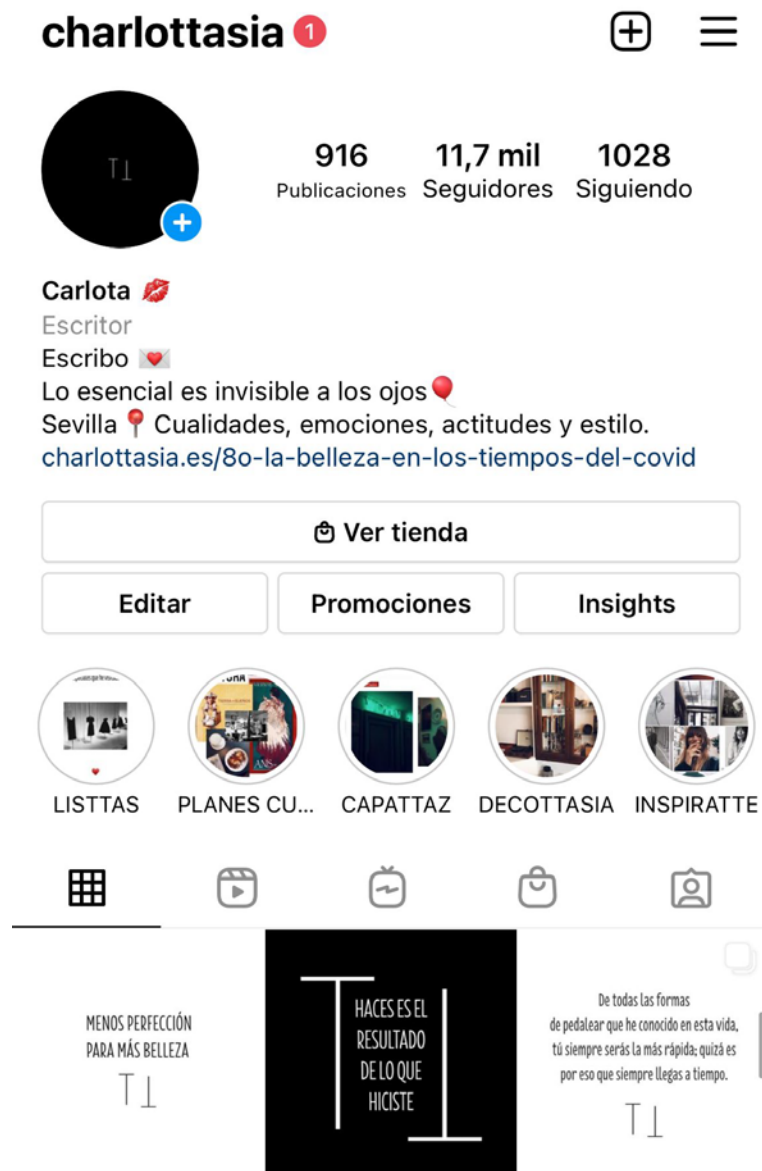 charlottasia 1
916 11,7 mil 1028
Publicaciones Seguidores Siguiendo
Carlota 💋
Escritor
Escribo 💌
Lo esencial es invisible a los ojos🎈
Sevilla 📍 Cualidades, emociones, actitudes y estilo.
charlottasia.es/8o-la-belleza-en-los-tiempos-del-covid
Ver tienda
Editar Promociones Insights
LISTTAS PLANES CU... CAPATTAZ DECOTTASIA INSPIRATTE
MENOS PERFECCIÓN
PARA MÁS BELLEZA
HACES ES EL
RESULTADO
DE LO QUE
HICISTE
De todas las formas
de pedalear que he conocido en esta vida,
tú siempre serás la más rápida; quizá es
por eso que siempre llegas a tiempo.